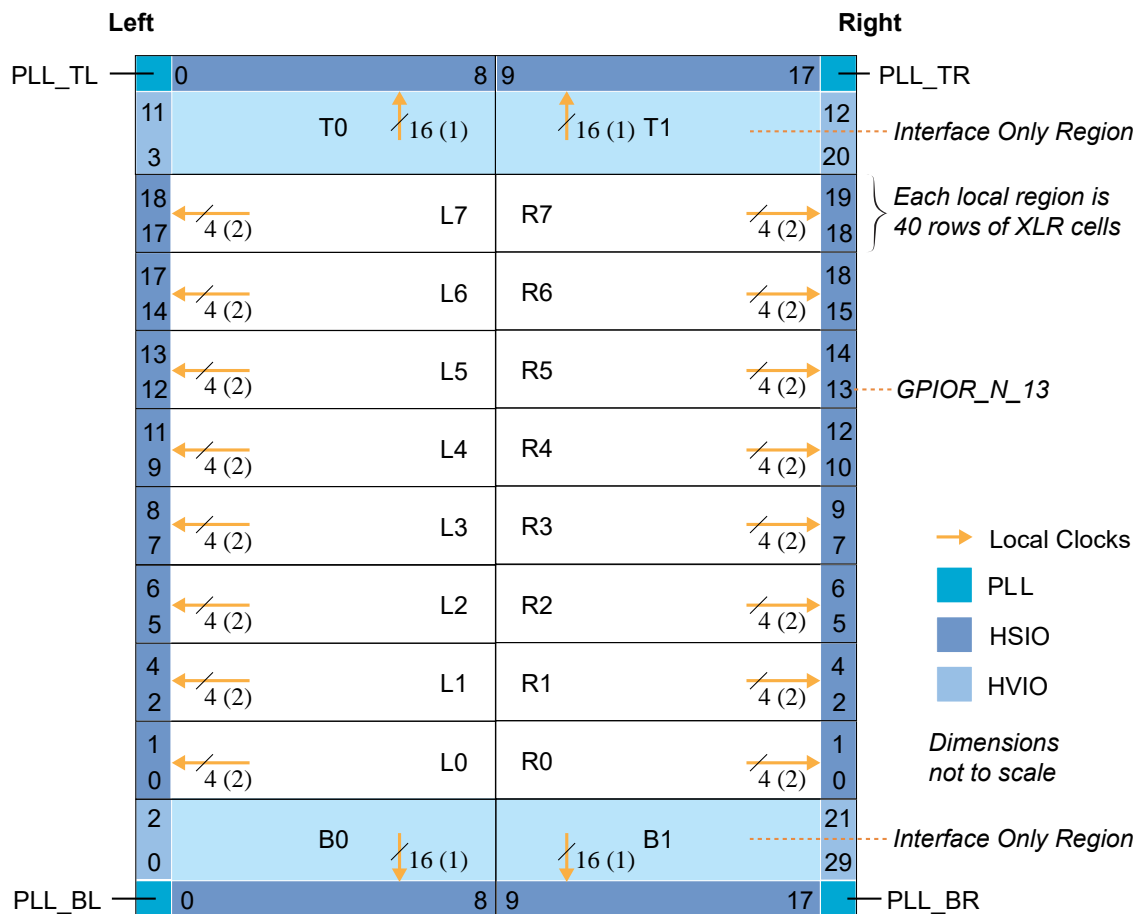 Left Right
PLL_TL 0 8 9 17 PLL_TR
11 T0 16 (1) 16 (1) T1 12 Interface Only Region
3 20
18 L7 R7 19 Each local region is
17 4 (2) 4 (2) 18 40 rows of XLR cells
17 L6 R6 18
14 4 (2) 4 (2) 15
13 L5 R5 14
12 4 (2) 4 (2) 13 GPIOR_N_13
11 L4 R4 12
9 4 (2) 4 (2) 10
8 L3 R3 9
7 4 (2) 4 (2) 7
Local Clocks
6 L2 R2 6 PLL
5 4 (2) 4 (2) 5
HSIO
4 L1 R1 4 HVIO
2 4 (2) 4 (2) 2
1 L0 R0 1 Dimensions
0 4 (2) 4 (2) 0 not to scale
2 B0 B1 21 Interface Only Region
0 16 (1) 16 (1) 29
PLL_BL 0 8 9 17 PLL_BR